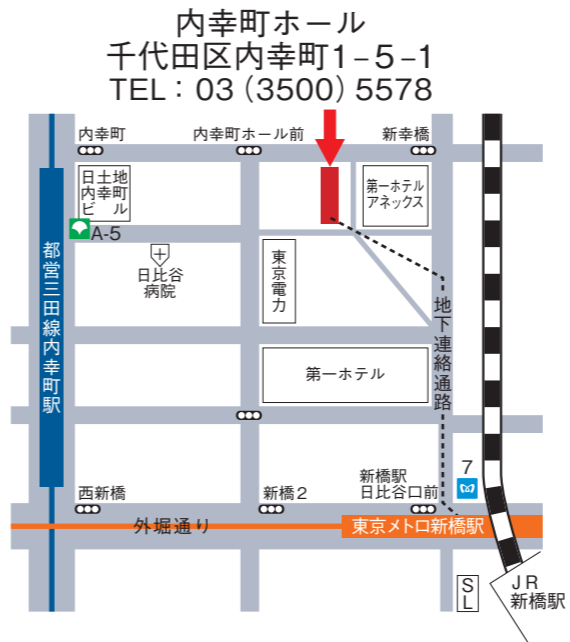 内幸町ホール
千代田区内幸町1-5-1
TEL：03（3500）5578
内幸町
内幸町ホール前
新幸橋
日土地
内幸町
ビル
第一ホテル
アネックス
A-5
日比谷
病院
東京電力
都営三田線内幸町駅
地下連絡通路
第一ホテル
7
新橋駅
日比谷口前
西新橋
新橋2
外堀通り
東京メトロ新橋駅
SL
JR
新橋駅